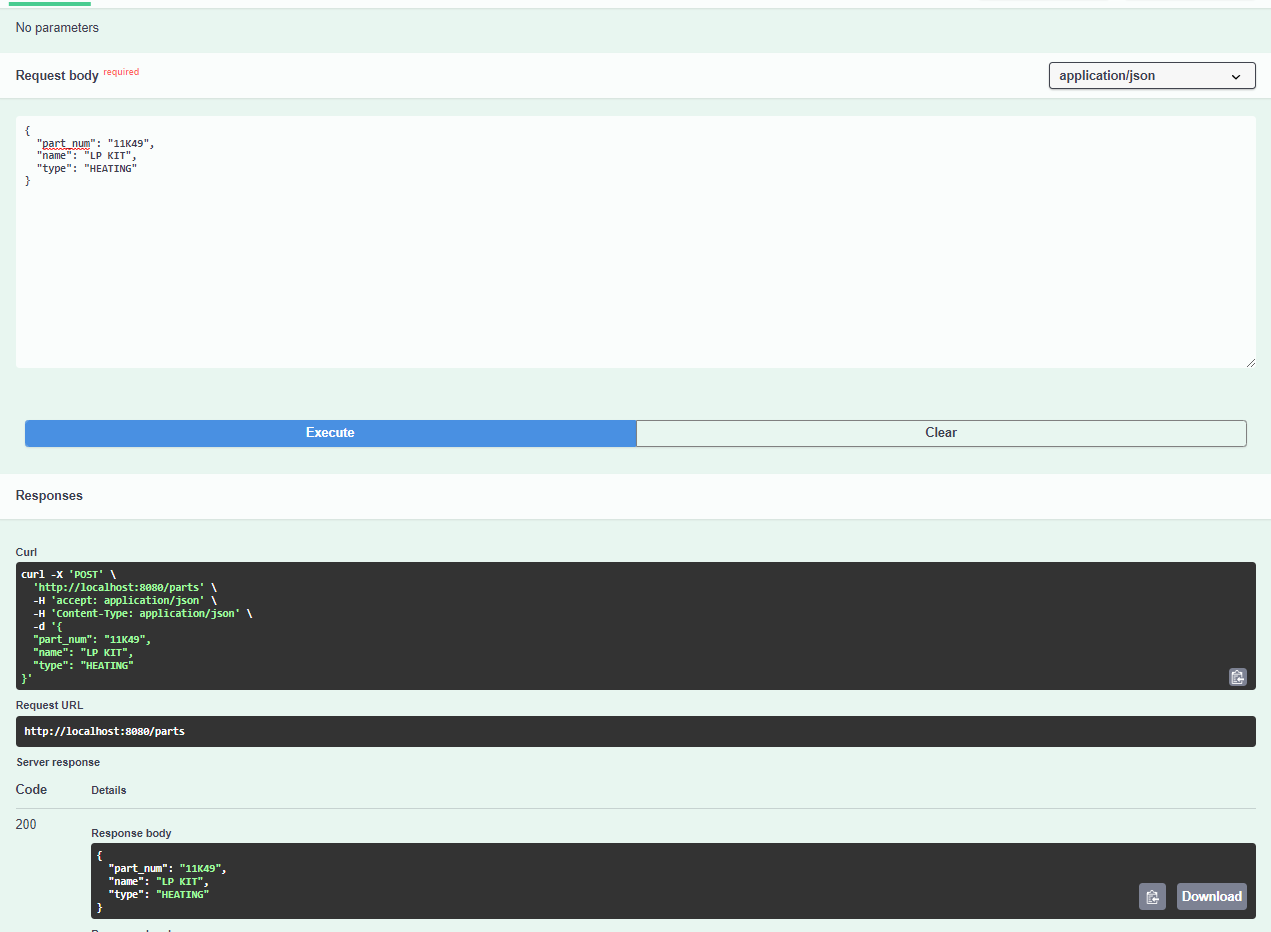 No parameters
Request body required
application/json
{
  "part_num": "11K49",
  "name": "LP KIT",
  "type": "HEATING"
}
Execute
Clear
Responses
Curl
curl -X 'POST' \
  'http://localhost:8080/parts' \
  -H 'accept: application/json' \
  -H 'Content-Type: application/json' \
  -d '{
  "part_num": "11K49",
  "name": "LP KIT",
  "type": "HEATING"
}'
Request URL
http://localhost:8080/parts
Server response
Code Details
200
Response body
{
  "part_num": "11K49",
  "name": "LP KIT",
  "type": "HEATING"
}
Download